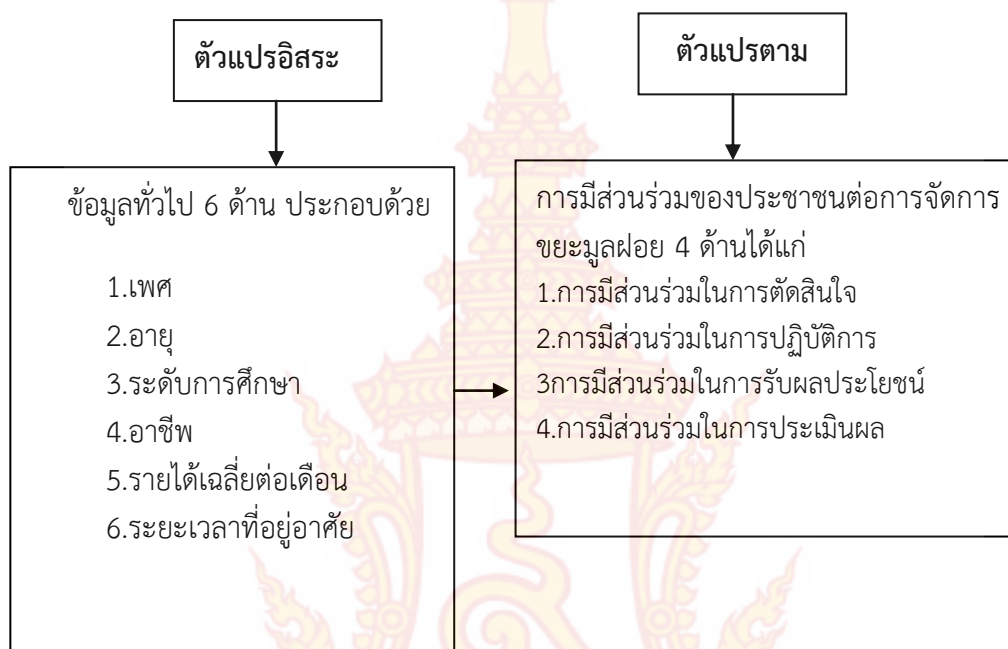 ตัวแปรอิสระ
ตัวแปรตาม
ข้อมูลทั่วไป 6 ด้าน ประกอบด้วย
1.เพศ
2.อายุ
3.ระดับการศึกษา
4.อาชีพ
5.รายได้เฉลี่ยต่อเดือน
6.ระยะเวลาที่อยู่อาศัย
การมีส่วนร่วมของประชาชนต่อการจัดการ
ขยะมูลฝอย 4 ด้านได้แก่
1.การมีส่วนร่วมในการตัดสินใจ
2.การมีส่วนร่วมในการปฏิบัติการ
3การมีส่วนร่วมในการรับผลประโยชน์
4.การมีส่วนร่วมในการประเมินผล